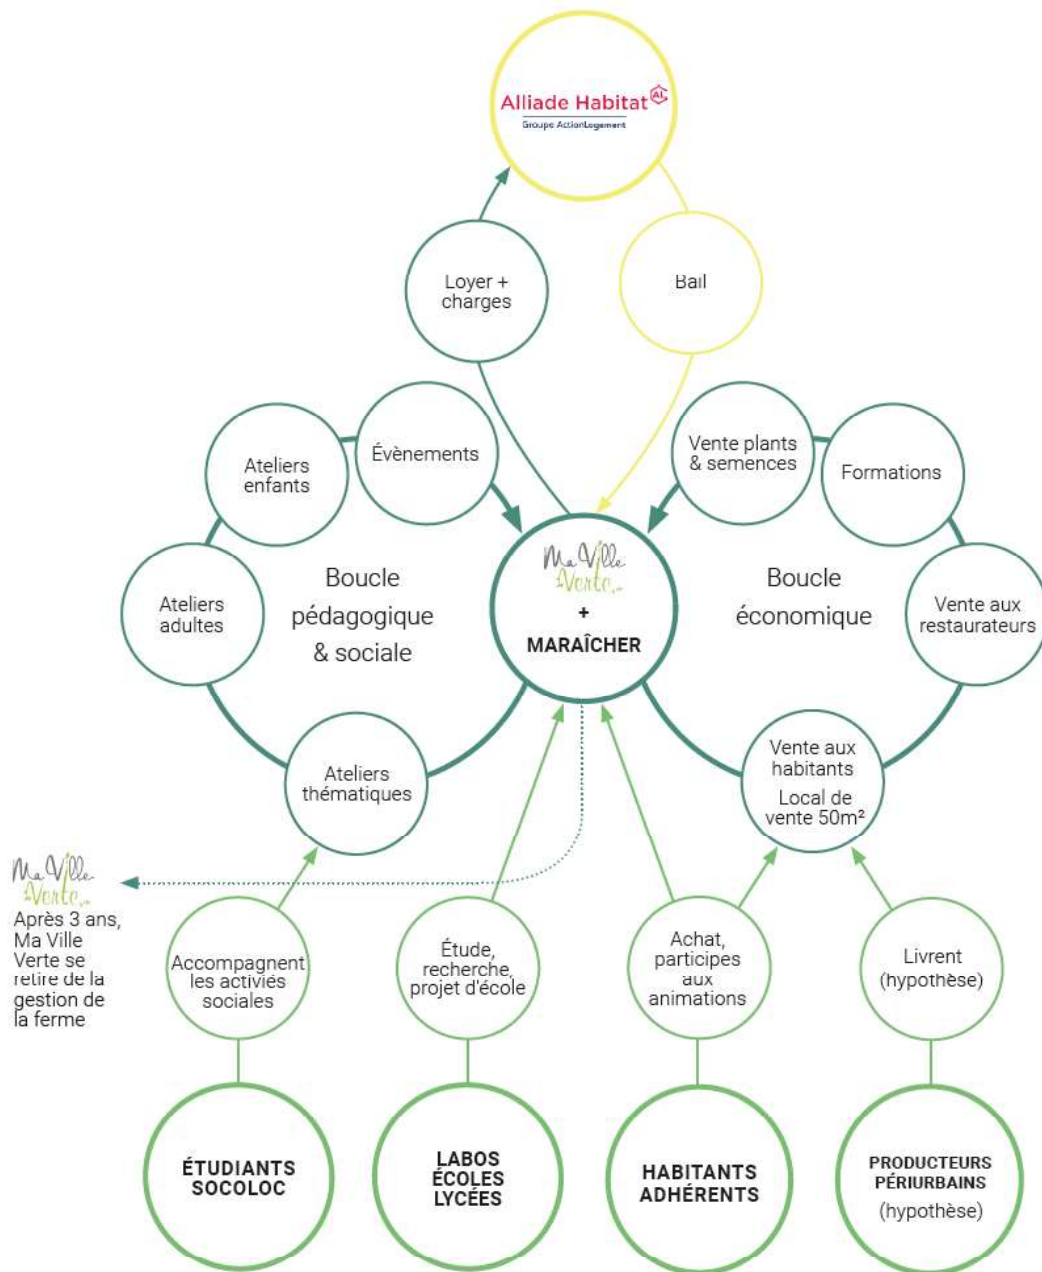 Alliade Habitat
AL
Groupe ActionLogement
Loyer +
charges
Bail
Ateliers
enfants
Évènements
Vente plants
& semences
Formations
Ateliers
adultes
Boucle
pédagogique
& sociale
Ma Ville
Verte
+
MARAÎCHER
Boucle
économique
Vente aux
restaurateurs
Ateliers
thématiques
Vente aux
habitants
Local de
vente 50m²
Ma Ville
Verte
Après 3 ans,
Ma Ville
Verte se
retire de la
gestion de
la ferme
Accompagnent
les activiés
sociales
Étude,
recherche,
projet d'école
Achat,
participes
aux
animations
Livrent
(hypothèse)
ÉTUDIANTS
SOCOLOC
LABOS
ÉCOLES
LYCÉES
HABITANTS
ADHÉRENTS
PRODUCTEURS
PÉRIURBAINS
(hypothèse)